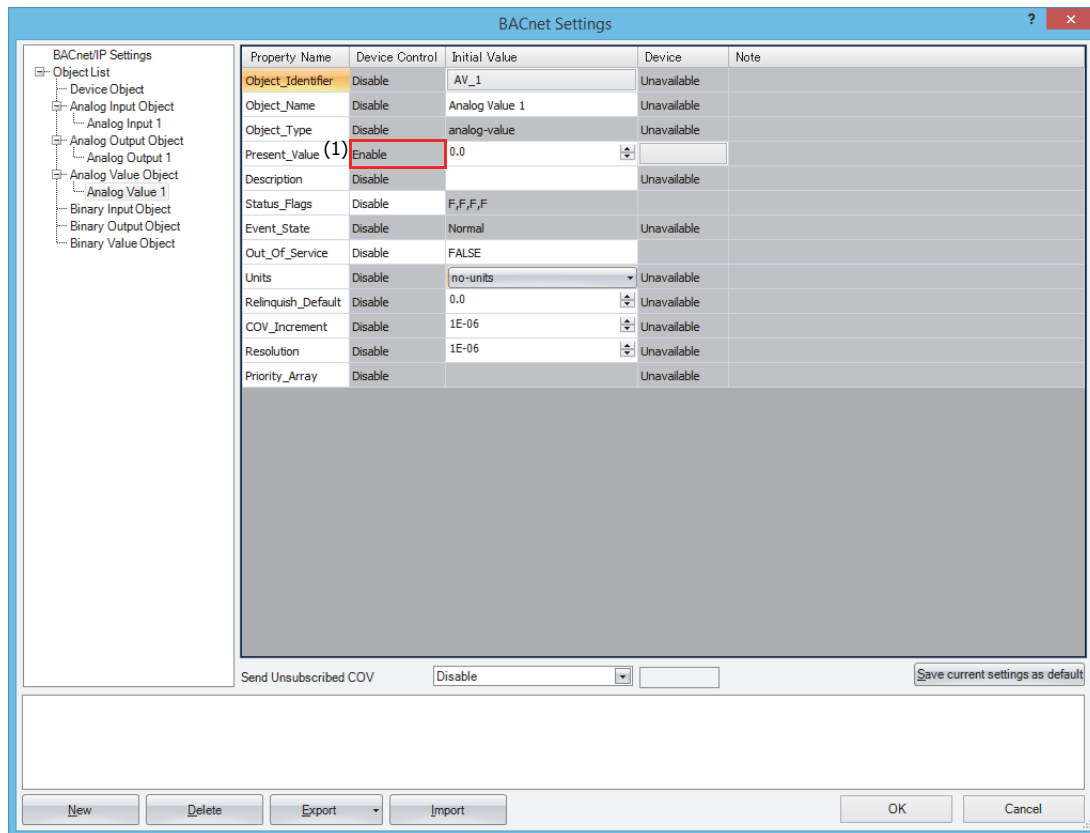 BACnet Settings ? ×
BACnet/IP Settings
Object List
Device Object
Analog Input Object
Analog Input 1
Analog Output Object
Analog Output 1
Analog Value Object
Analog Value 1
Binary Input Object
Binary Output Object
Binary Value Object
Property Name Device Control Initial Value Device Note
Object_Identifier Disable AV_1 Unavailable
Object_Name Disable Analog Value 1 Unavailable
Object_Type Disable analog-value Unavailable
Present_Value (1) Enable 0.0
Description Disable Unavailable
Status_Flags Disable F,F,F,F
Event_State Disable Normal Unavailable
Out_Of_Service Disable FALSE
Units Disable no-units Unavailable
Relinquish_Default Disable 0.0 Unavailable
COV_Increment Disable 1E-06 Unavailable
Resolution Disable 1E-06 Unavailable
Priority_Array Disable Unavailable
Send Unsubscribed COV Disable Save current settings as default
New Delete Export Import OK Cancel